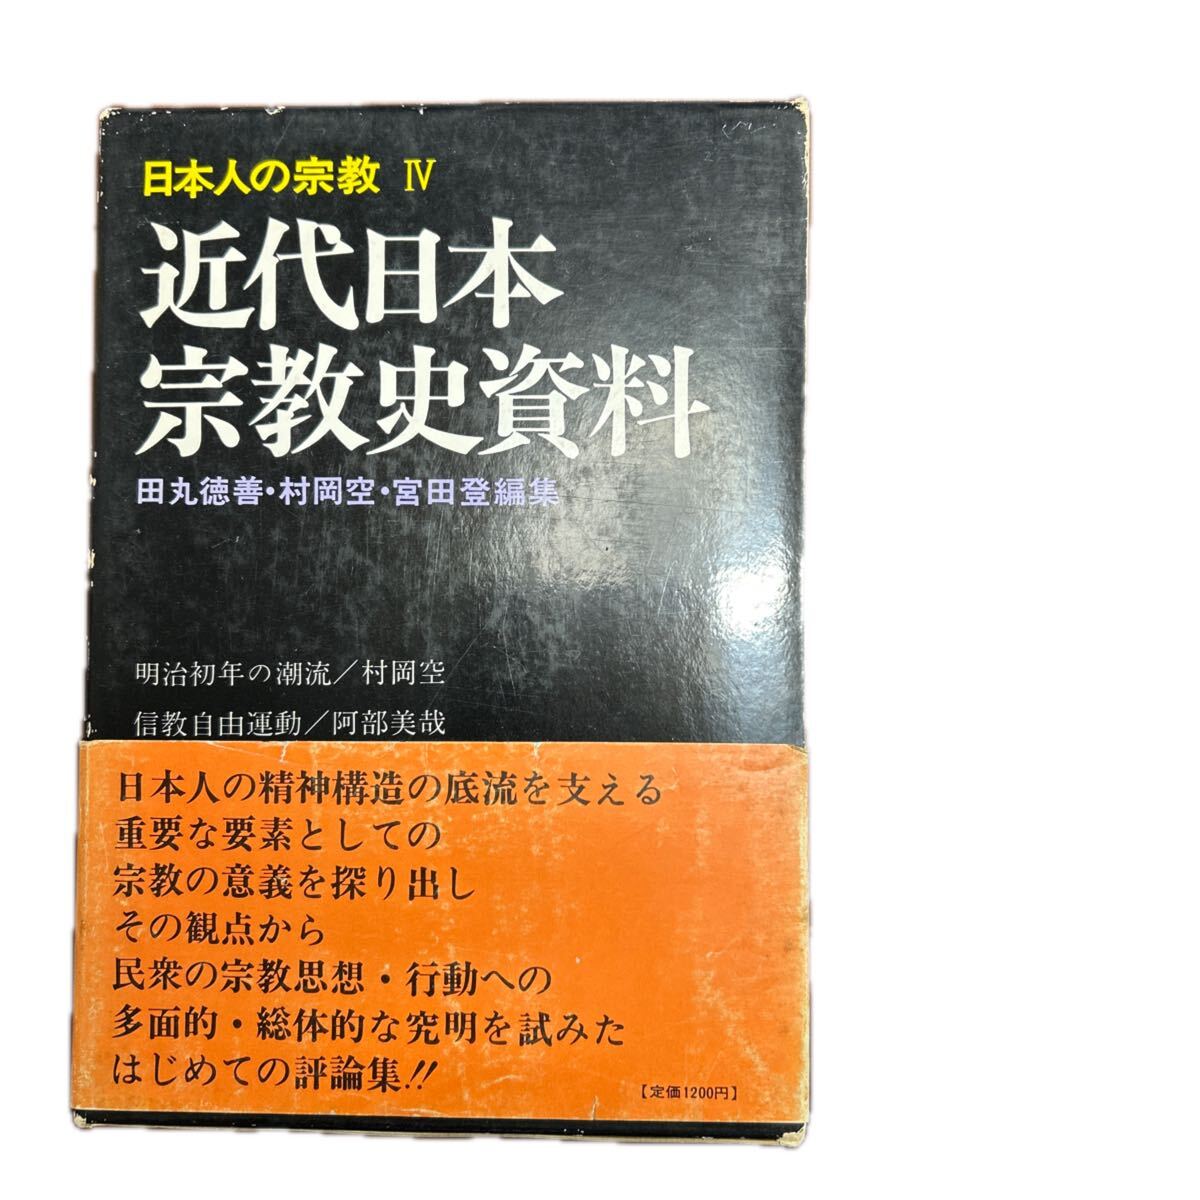 日本人の宗教 Ⅳ
近代日本
宗教史資料
田丸徳善・村岡空・宮田登編集
明治初年の潮流／村岡空
信教自由運動／阿部美哉
日本人の精神構造の底流を支える
重要な要素としての
宗教の意義を探り出し
その観点から
民衆の宗教思想・行動への
多面的・総体的な究明を試みた
はじめての評論集!!
【定価1200円】